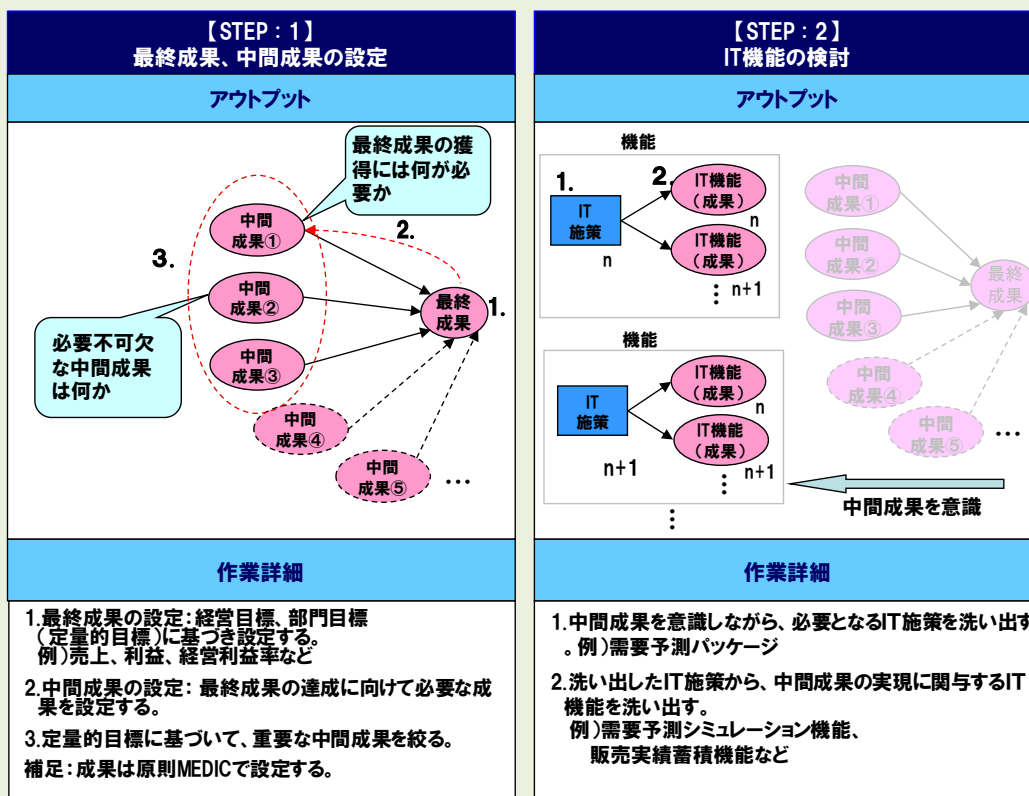 【STEP：1】
最終成果、中間成果の設定
アウトプット
最終成果の獲
得には何が必
要か
中間
成果①
2.
3.
中間
成果②
最終
成果
1.
必要不可欠
な中間成果
は何か
中間
成果③
中間
成果④
中間
成果⑤
…
作業詳細
1.最終成果の設定：経営目標、部門目標
（定量的目標）に基づき設定する。
例）売上、利益、経営利益率など
2.中間成果の設定： 最終成果の達成に向けて必要な成
果を設定する。
3.定量的目標に基づいて、重要な中間成果を絞る。
補足：成果は原則MEDICで設定する。
【STEP：2】
IT機能の検討
アウトプット
機能
1.
IT
施策
n
2.
IT機能
（成果）
n
IT機能
（成果）
n+1
…
機能
IT
施策
n+1
IT機能
（成果）
n
IT機能
（成果）
n+1
…
…
中間
成果①
中間
成果②
中間
成果③
最終
成果
中間
成果④
中間
成果⑤
…
中間成果を意識
作業詳細
1.中間成果を意識しながら、必要となるIT施策を洗い出す
。例）需要予測パッケージ
2.洗い出したIT施策から、中間成果の実現に関与するIT
機能を洗い出す。
例）需要予測シミュレーション機能、
販売実績蓄積機能など